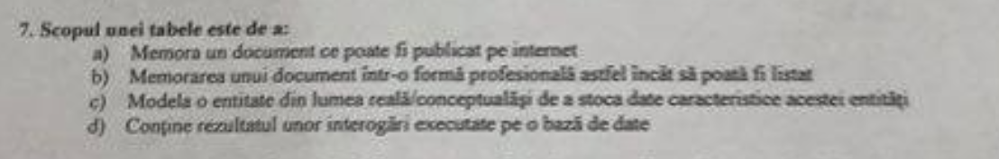 7. Scopul unei tabele este de a:
a) Memora un document ce poate fi publicat pe internet
b) Memorarea unui document într-o formă profesională astfel încât să poată fi listat
c) Modela o entitate din lumea reală/conceptualăși de a stoca date caracteristice acestei entități
d) Conține rezultatul unor interogări executate pe o bază de date